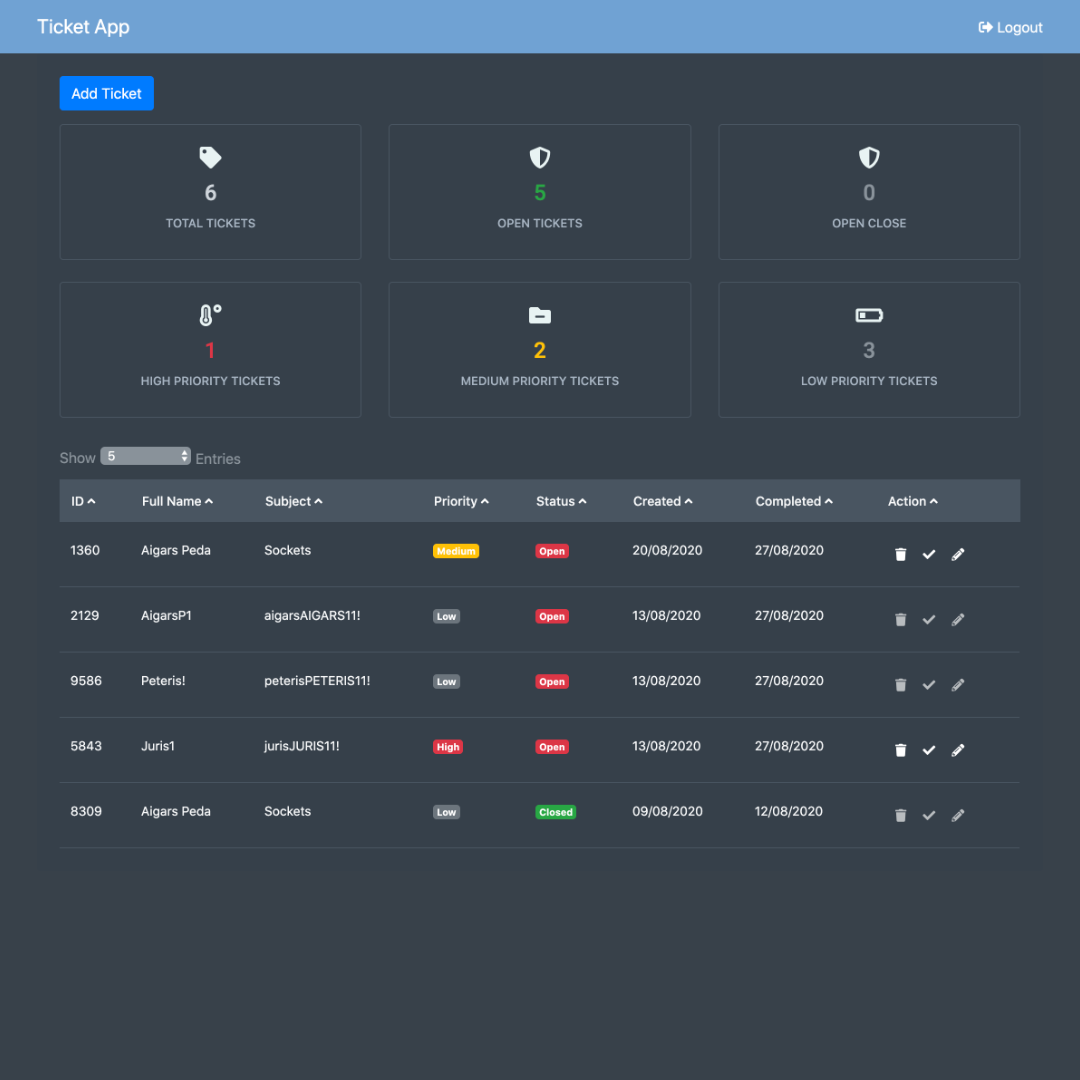 Ticket App Logout
Add Ticket
6 5 0
TOTAL TICKETS OPEN TICKETS OPEN CLOSE
1 2 3
HIGH PRIORITY TICKETS MEDIUM PRIORITY TICKETS LOW PRIORITY TICKETS
Show 5 Entries
ID Full Name Subject Priority Status Created Completed Action
1360 Aigars Peda Sockets Medium Open 20/08/2020 27/08/2020
2129 AigarsP1 aigarsAIGARS11! Low Open 13/08/2020 27/08/2020
9586 Peteris! peterisPETERIS11! Low Open 13/08/2020 27/08/2020
5843 Juris1 jurisJURIS11! High Open 13/08/2020 27/08/2020
8309 Aigars Peda Sockets Low Closed 09/08/2020 12/08/2020